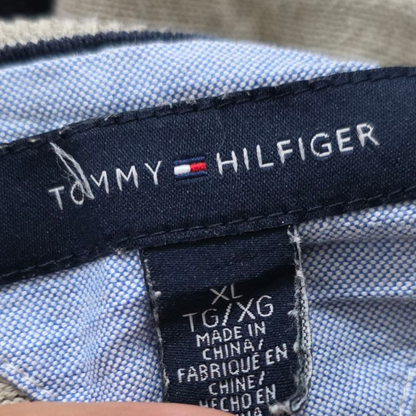 TOMMY HILFIGER
XL
TG/XG
MADE IN
CHINA/
FABRIQUÉ EN
CHINE/
HECHO EN